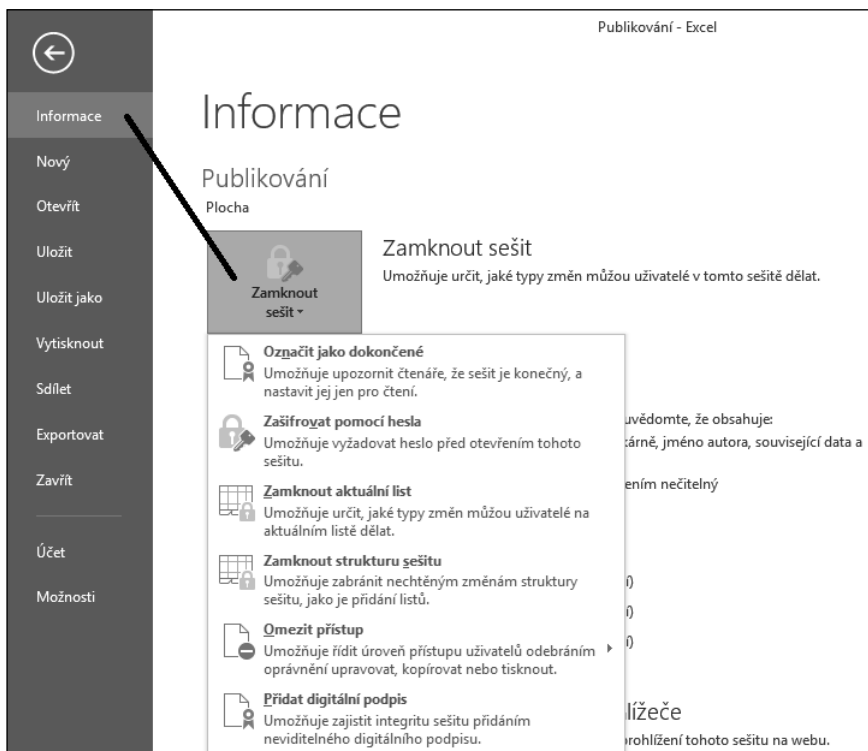 Publikování - Excel
Informace
Nový
Otevřít
Uložit
Uložit jako
Vytisknout
Sdílet
Exportovat
Zavřít
Účet
Možnosti
Informace
Publikování
Plocha
Zamknout
sešit
Zamknout sešit
Umožňuje určit, jaké typy změn můžou uživatelé v tomto sešitě dělat.
Označit jako dokončené
Umožňuje upozornit čtenáře, že sešit je konečný, a
nastavit jej jen pro čtení.
Zašifrovat pomocí hesla
Umožňuje vyžadovat heslo před otevřením tohoto
sešitu.
Zamknout aktuální list
Umožňuje určit, jaké typy změn můžou uživatelé na
aktuálním listě dělat.
Zamknout strukturu sešitu
Umožňuje zabránit nechtěným změnám struktury
sešitu, jako je přidání listů.
Omezit přístup
Umožňuje řídit úroveň přístupu uživatelů odebráním
oprávnění upravovat, kopírovat nebo tisknout.
Přidat digitální podpis
Umožňuje zajistit integritu sešitu přidáním
neviditelného digitálního podpisu.
uvědomte, že obsahuje:
kárně, jméno autora, související data a
ením nečitelný
í)
í)
í)
lížeče
prohlížení tohoto sešitu na webu.